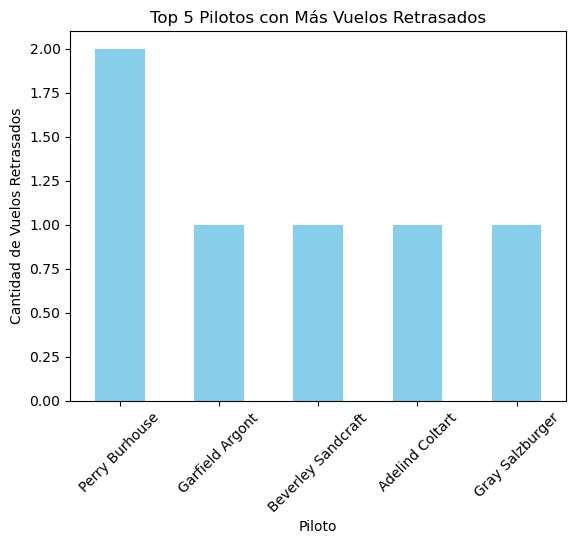 Top 5 Pilotos con Más Vuelos Retrasados
Cantidad de Vuelos Retrasados
2.00
1.75
1.50
1.25
1.00
0.75
0.50
0.25
0.00
Perry Burhouse
Garfield Argont
Beverley Sandcraft
Adelind Coltart
Gray Salzburger
Piloto